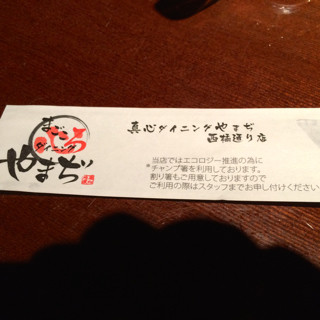 まごころ
ダイニング
やまぢ
真心ダイニングやまぢ
西橘通り店
当店ではエコロジー推進の為に
*チャンプ箸を利用しております。
割り箸もご用意しておりますので
ご利用の際はスタッフまでお申し付けください